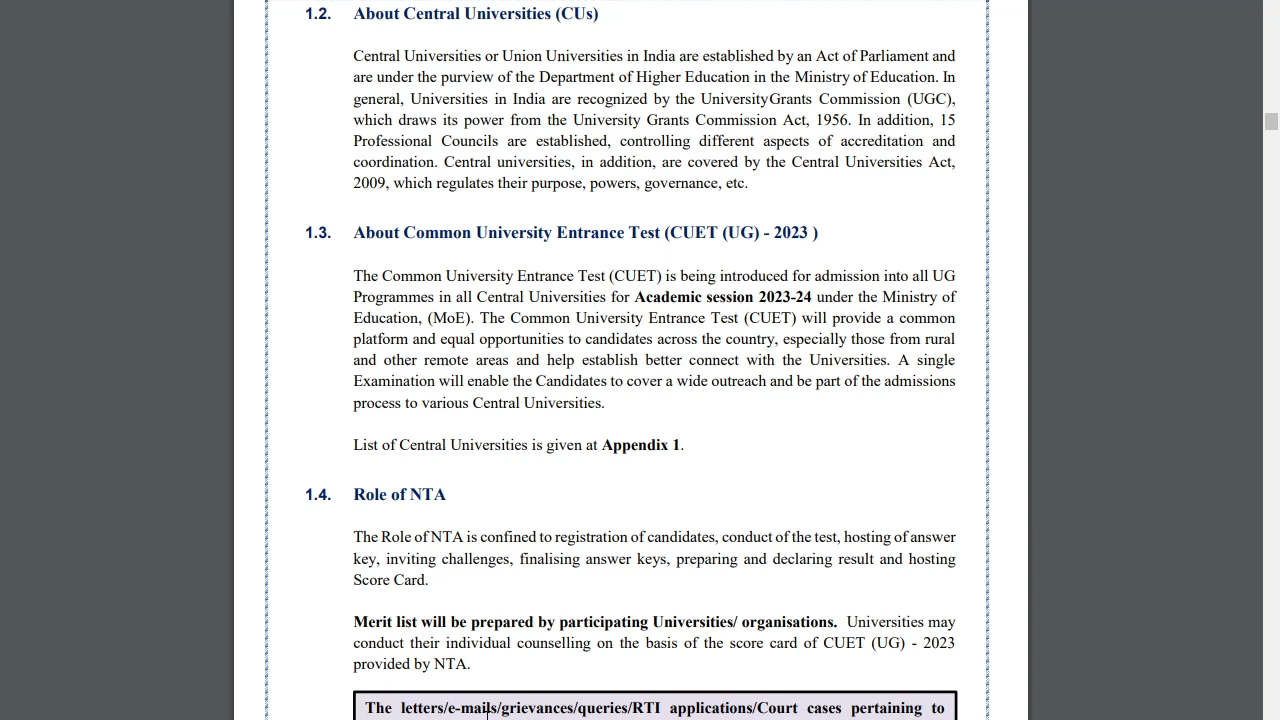 1.2. About Central Universities (CUs)
Central Universities or Union Universities in India are established by an Act of Parliament and
are under the purview of the Department of Higher Education in the Ministry of Education. In
general, Universities in India are recognized by the UniversityGrants Commission (UGC),
which draws its power from the University Grants Commission Act, 1956. In addition, 15
Professional Councils are established, controlling different aspects of accreditation and
coordination. Central universities, in addition, are covered by the Central Universities Act,
2009, which regulates their purpose, powers, governance, etc.
1.3. About Common University Entrance Test (CUET (UG) - 2023 )
The Common University Entrance Test (CUET) is being introduced for admission into all UG
Programmes in all Central Universities for Academic session 2023-24 under the Ministry of
Education, (MoE). The Common University Entrance Test (CUET) will provide a common
platform and equal opportunities to candidates across the country, especially those from rural
and other remote areas and help establish better connect with the Universities. A single
Examination will enable the Candidates to cover a wide outreach and be part of the admissions
process to various Central Universities.
List of Central Universities is given at Appendix 1.
1.4. Role of NTA
The Role of NTA is confined to registration of candidates, conduct of the test, hosting of answer
key, inviting challenges, finalising answer keys, preparing and declaring result and hosting
Score Card.
Merit list will be prepared by participating Universities/ organisations. Universities may
conduct their individual counselling on the basis of the score card of CUET (UG) - 2023
provided by NTA.
The letters/e-mails/grievances/queries/RTI applications/Court cases pertaining to